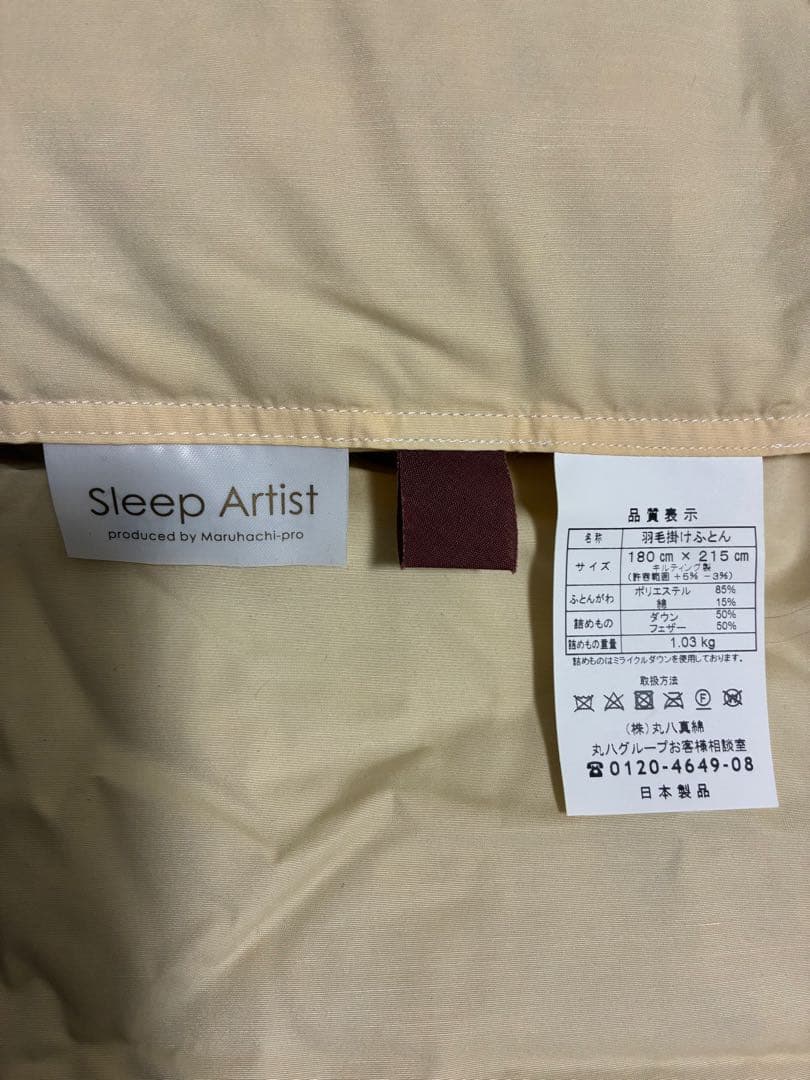 Sleep Artist
produced by Maruhachi-pro
品質表示
名称 羽毛掛けふとん
サイズ 180cm × 215cm
キルティング製
(許容範囲 +5% -3%)
ふとんがわ ポリエステル 85%
綿 15%
詰めもの ダウン 50%
フェザー 50%
詰めもの重量 1.03kg
詰めものはミライクルダウンを使用しております。
取扱方法
(株)丸八真綿
丸八グループお客様相談室
☎0120-4649-08
日本製品